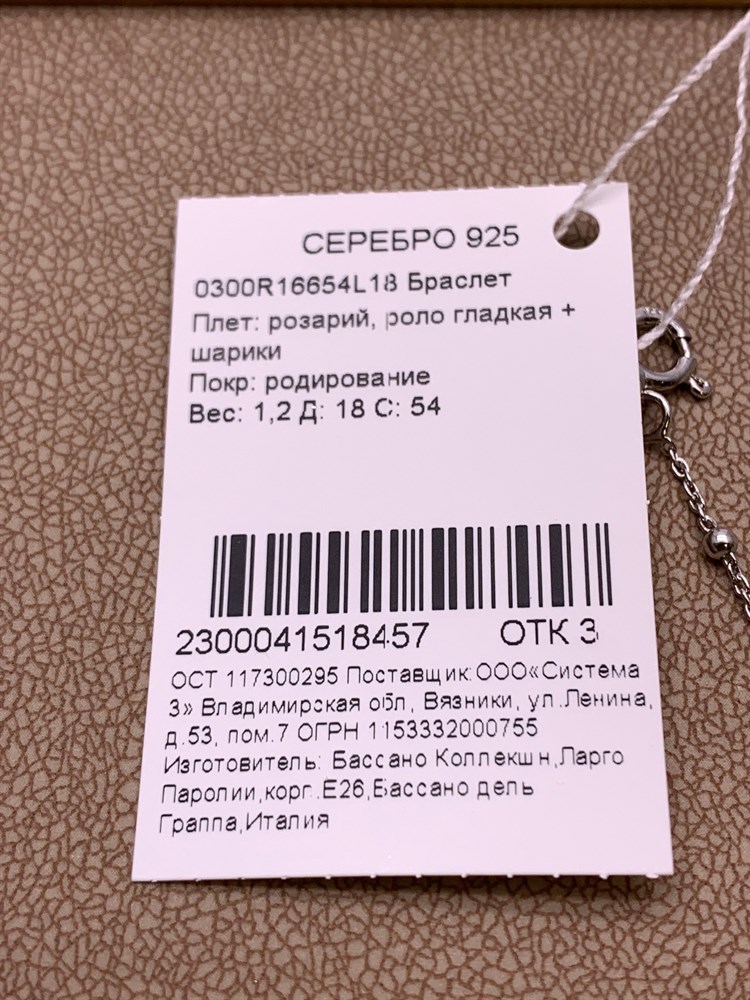 СЕРЕБРО 925
0300R16654L18 Браслет
Плет: розарий, роло гладкая +
шарики
Покр: родирование
Вес: 1,2 Д: 18 С: 54
2300041518457 ОТК 3
ОСТ 117300295 Поставщик:ООО«Система
3» Владимирская обл, Вязники, ул.Ленина,
д.53, пом.7 ОГРН 1153332000755
Изготовитель: Бассано Коллекшн,Ларго
Паролии,корп.Е26,Бассано дель
Граппа,Италия